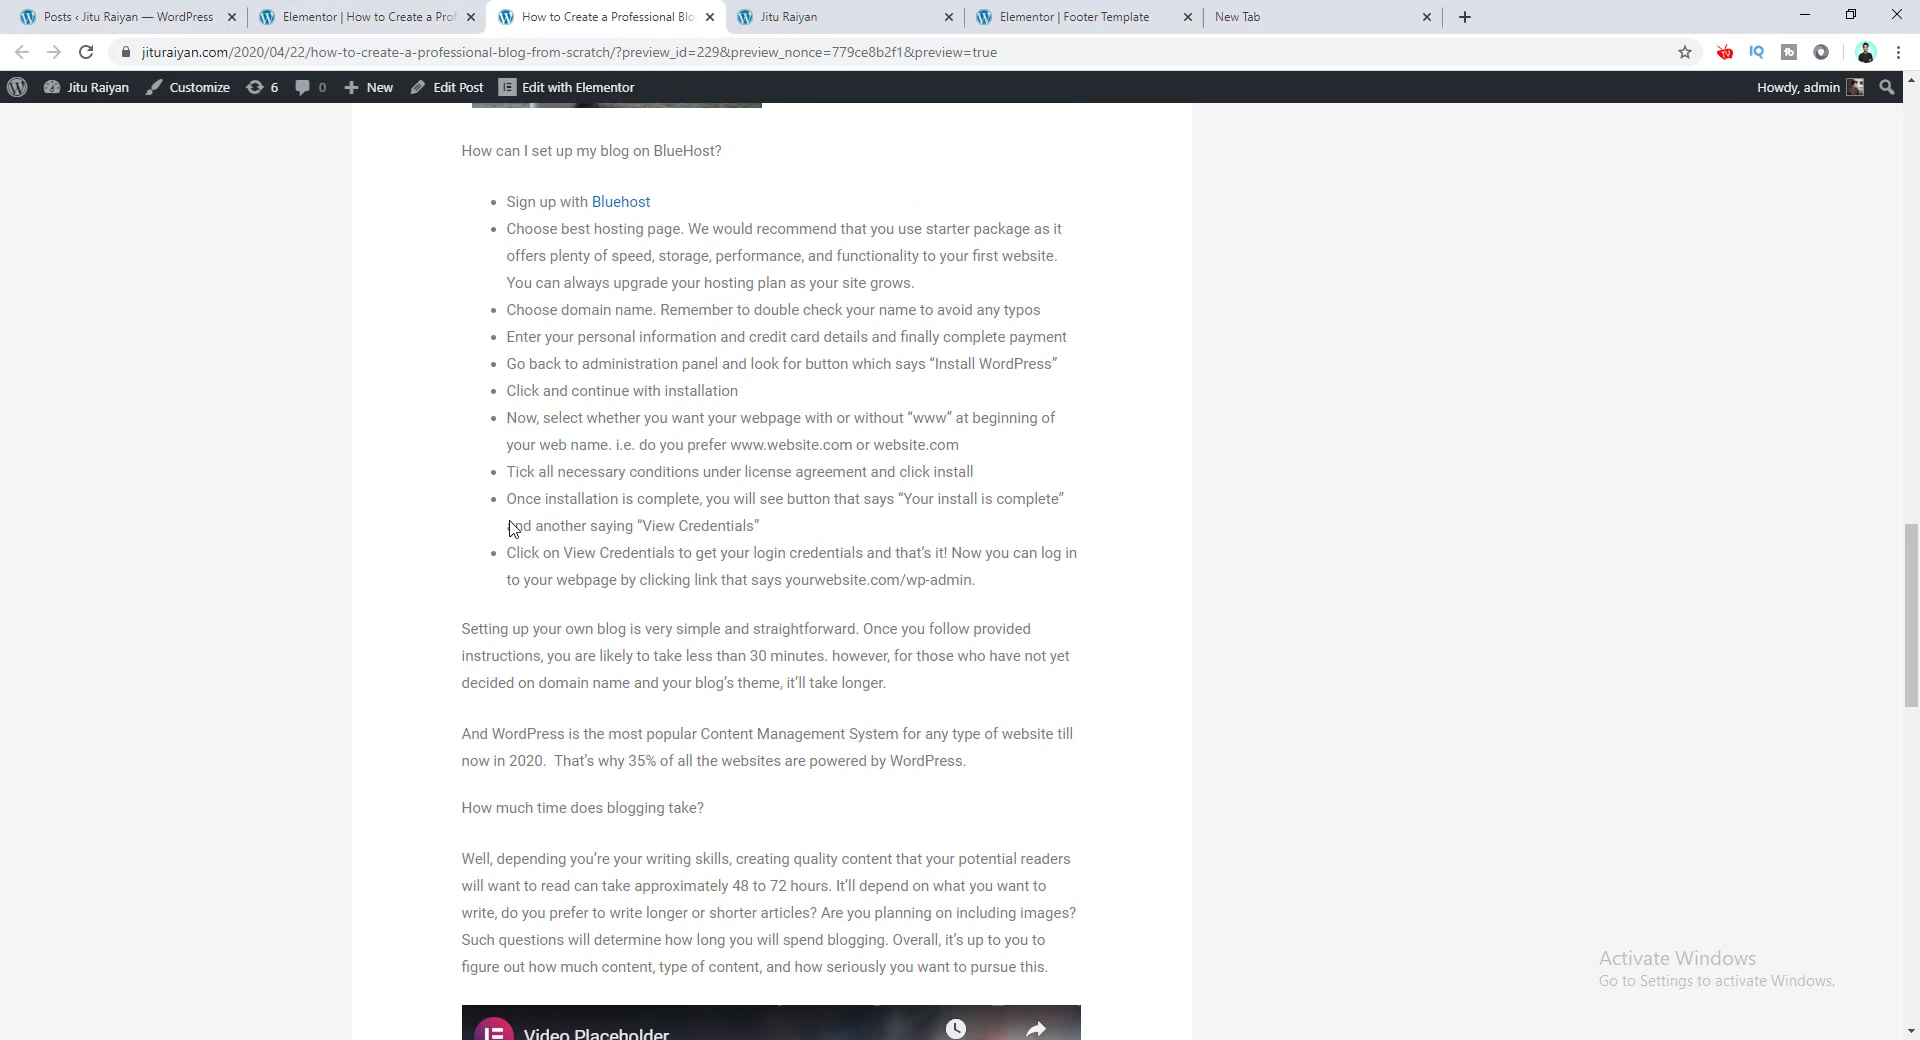 Posts ‹ Jitu Raiyan — WordPress
Elementor | How to Create a Prof
How to Create a Professional Blo
Jitu Raiyan
Elementor | Footer Template
New Tab
jituraiyan.com/2020/04/22/how-to-create-a-professional-blog-from-scratch/?preview_id=229&preview_nonce=779ce8b2f1&preview=true
Jitu Raiyan
Customize
6
0
New
Edit Post
Edit with Elementor
Howdy, admin
How can I set up my blog on BlueHost?
Sign up with Bluehost
Choose best hosting page. We would recommend that you use starter package as it
offers plenty of speed, storage, performance, and functionality to your first website.
You can always upgrade your hosting plan as your site grows.
Choose domain name. Remember to double check your name to avoid any typos
Enter your personal information and credit card details and finally complete payment
Go back to administration panel and look for button which says “Install WordPress”
Click and continue with installation
Now, select whether you want your webpage with or without “www” at beginning of
your web name. i.e. do you prefer www.website.com or website.com
Tick all necessary conditions under license agreement and click install
Once installation is complete, you will see button that says “Your install is complete”
and another saying “View Credentials”
Click on View Credentials to get your login credentials and that’s it! Now you can log in
to your webpage by clicking link that says yourwebsite.com/wp-admin.
Setting up your own blog is very simple and straightforward. Once you follow provided
instructions, you are likely to take less than 30 minutes. however, for those who have not yet
decided on domain name and your blog’s theme, it’ll take longer.
And WordPress is the most popular Content Management System for any type of website till
now in 2020.  That’s why 35% of all the websites are powered by WordPress.
How much time does blogging take?
Well, depending you’re your writing skills, creating quality content that your potential readers
will want to read can take approximately 48 to 72 hours. It’ll depend on what you want to
write, do you prefer to write longer or shorter articles? Are you planning on including images?
Such questions will determine how long you will spend blogging. Overall, it’s up to you to
figure out how much content, type of content, and how seriously you want to pursue this.
Video Placeholder
Activate Windows
Go to Settings to activate Windows.